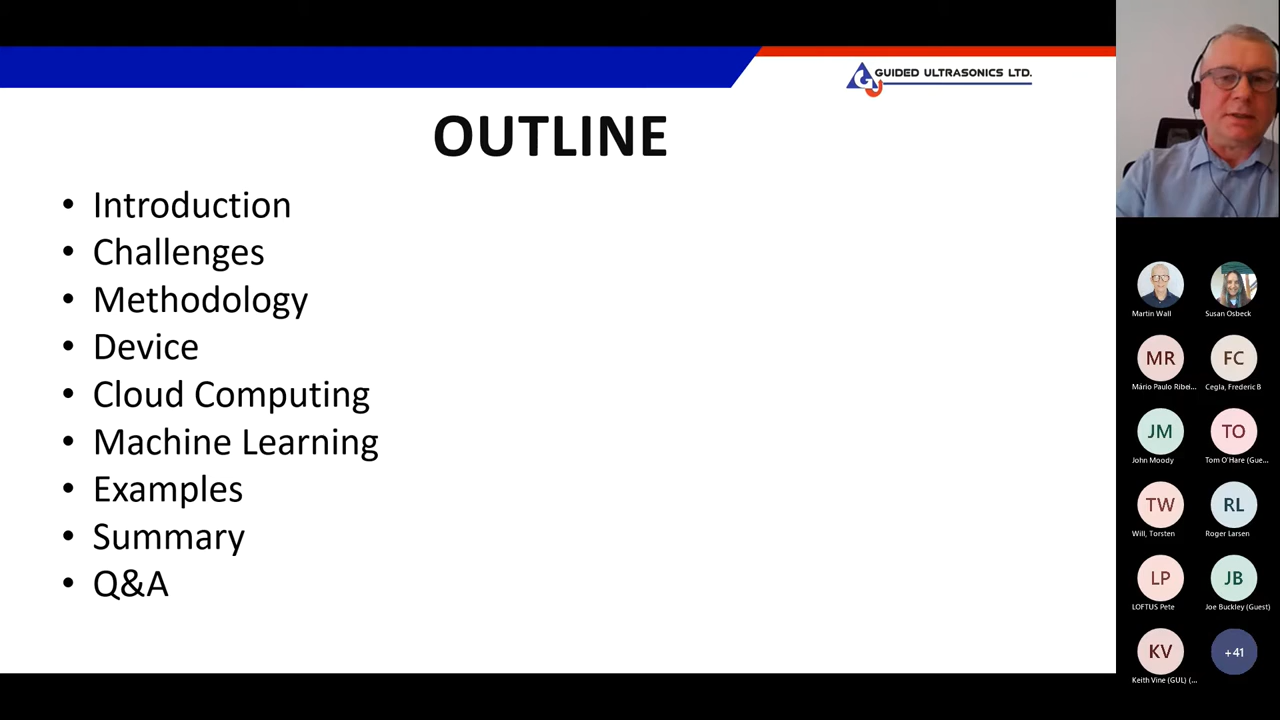 GUIDED ULTRASONICS LTD.
OUTLINE
• Introduction
• Challenges
• Methodology
• Device
• Cloud Computing
• Machine Learning
• Examples
• Summary
• Q&A
Martin Wall
Susan Osbeck
MR
FC
Mário Paulo Ribei...
Cegla, Frederic B
JM
TO
John Moody
Tom O'Hare (Gue...
TW
RL
Will, Torsten
Roger Larsen
LP
JB
LOFTUS Pete
Joe Buckley (Guest)
KV
+41
Keith Vine (GUL) (...